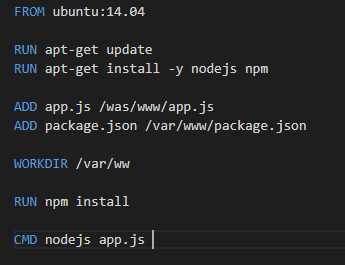 FROM ubuntu:14.04
RUN apt-get update
RUN apt-get install -y nodejs npm
ADD app.js /was/www/app.js
ADD package.json /var/www/package.json
WORKDIR /var/ww
RUN npm install
CMD nodejs app.js